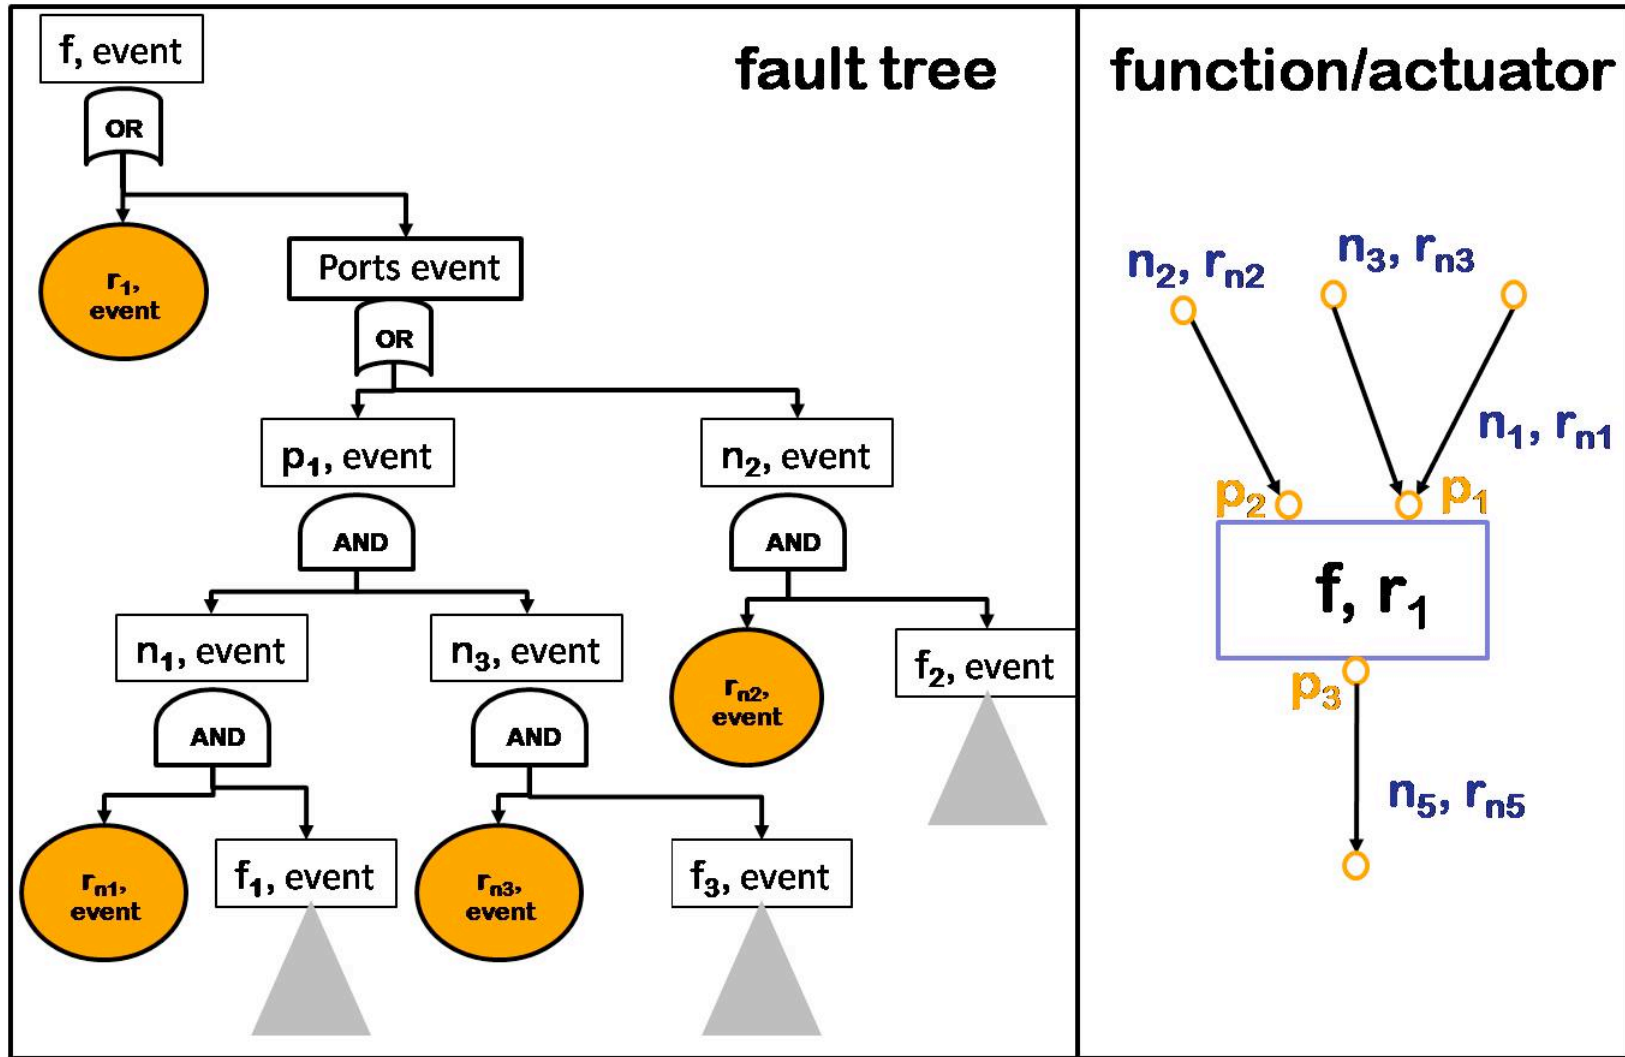 f, event
fault tree
OR
r1,
event
Ports event
OR
p1, event
n2, event
AND
AND
n1, event
n3, event
rn2,
event
f2, event
AND
AND
rn1,
event
f1, event
rn3,
event
f3, event
function/actuator
n2, rn2
n3, rn3
n1, rn1
p2
p1
f, r1
p3
n5, rn5